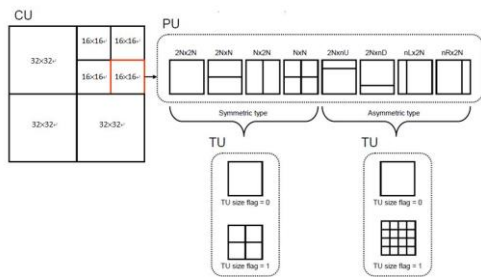 CU
PU
16×16
16×16
32×32
16×16
16×16
32×32
32×32
2Nx2N
2NxN
Nx2N
NxN
2NxnU
2NxnD
nLx2N
nRx2N
Symmetric type
Asymmetric type
TU
TU
TU size flag = 0
TU size flag = 0
TU size flag = 1
TU size flag = 1